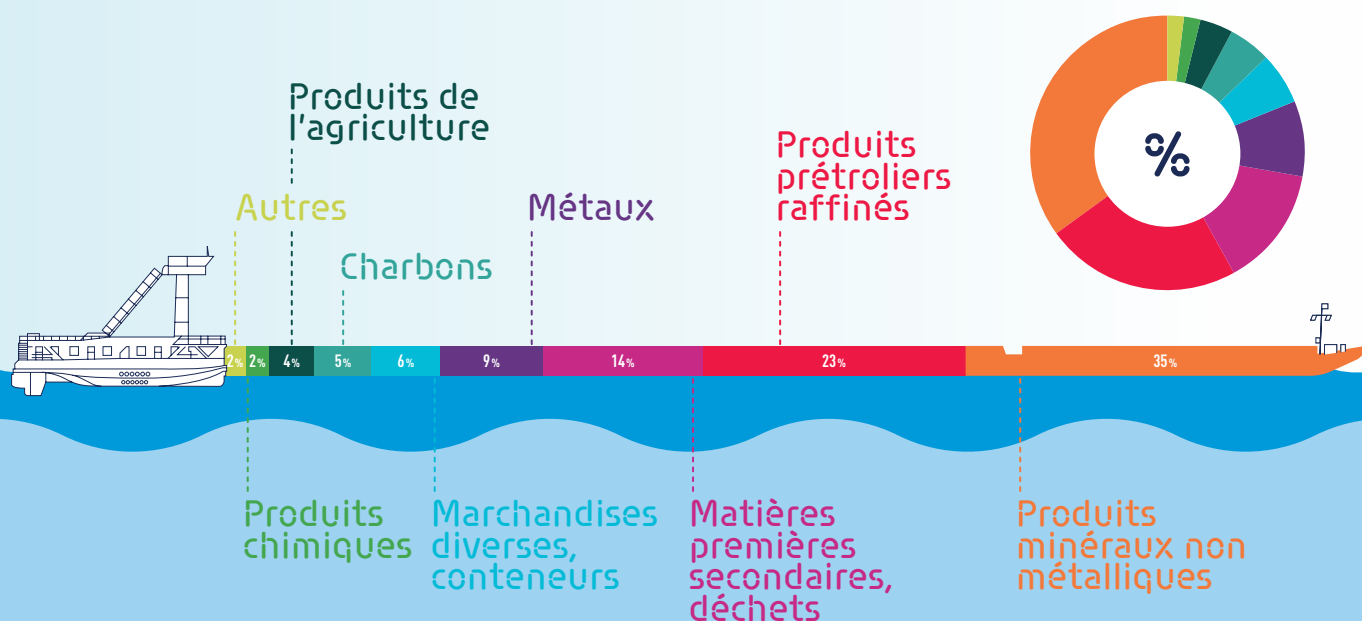 Produits de
l'agriculture
Produits
prétroliers
raffinés
%
Autres
Métaux
Charbons
2%
2%
4%
5%
6%
9%
14%
23%
35%
Produits
chimiques
Marchandises
diverses,
conteneurs
Matières
premières
secondaires,
déchets
Produits
minéraux non
métalliques